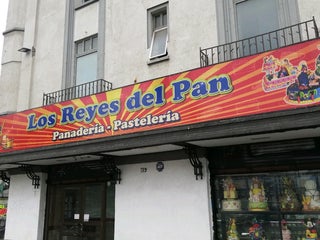 Los Reyes del Pan
Panadería . Pastelería